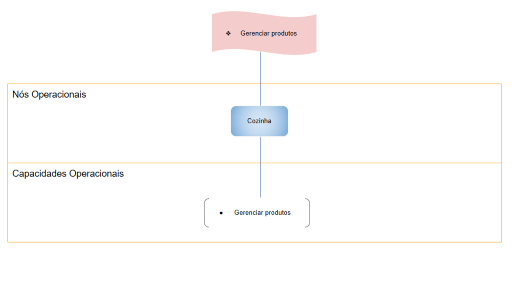 ❖ Gerenciar produtos
Nós Operacionais
Cozinha
Capacidades Operacionais
• Gerenciar produtos